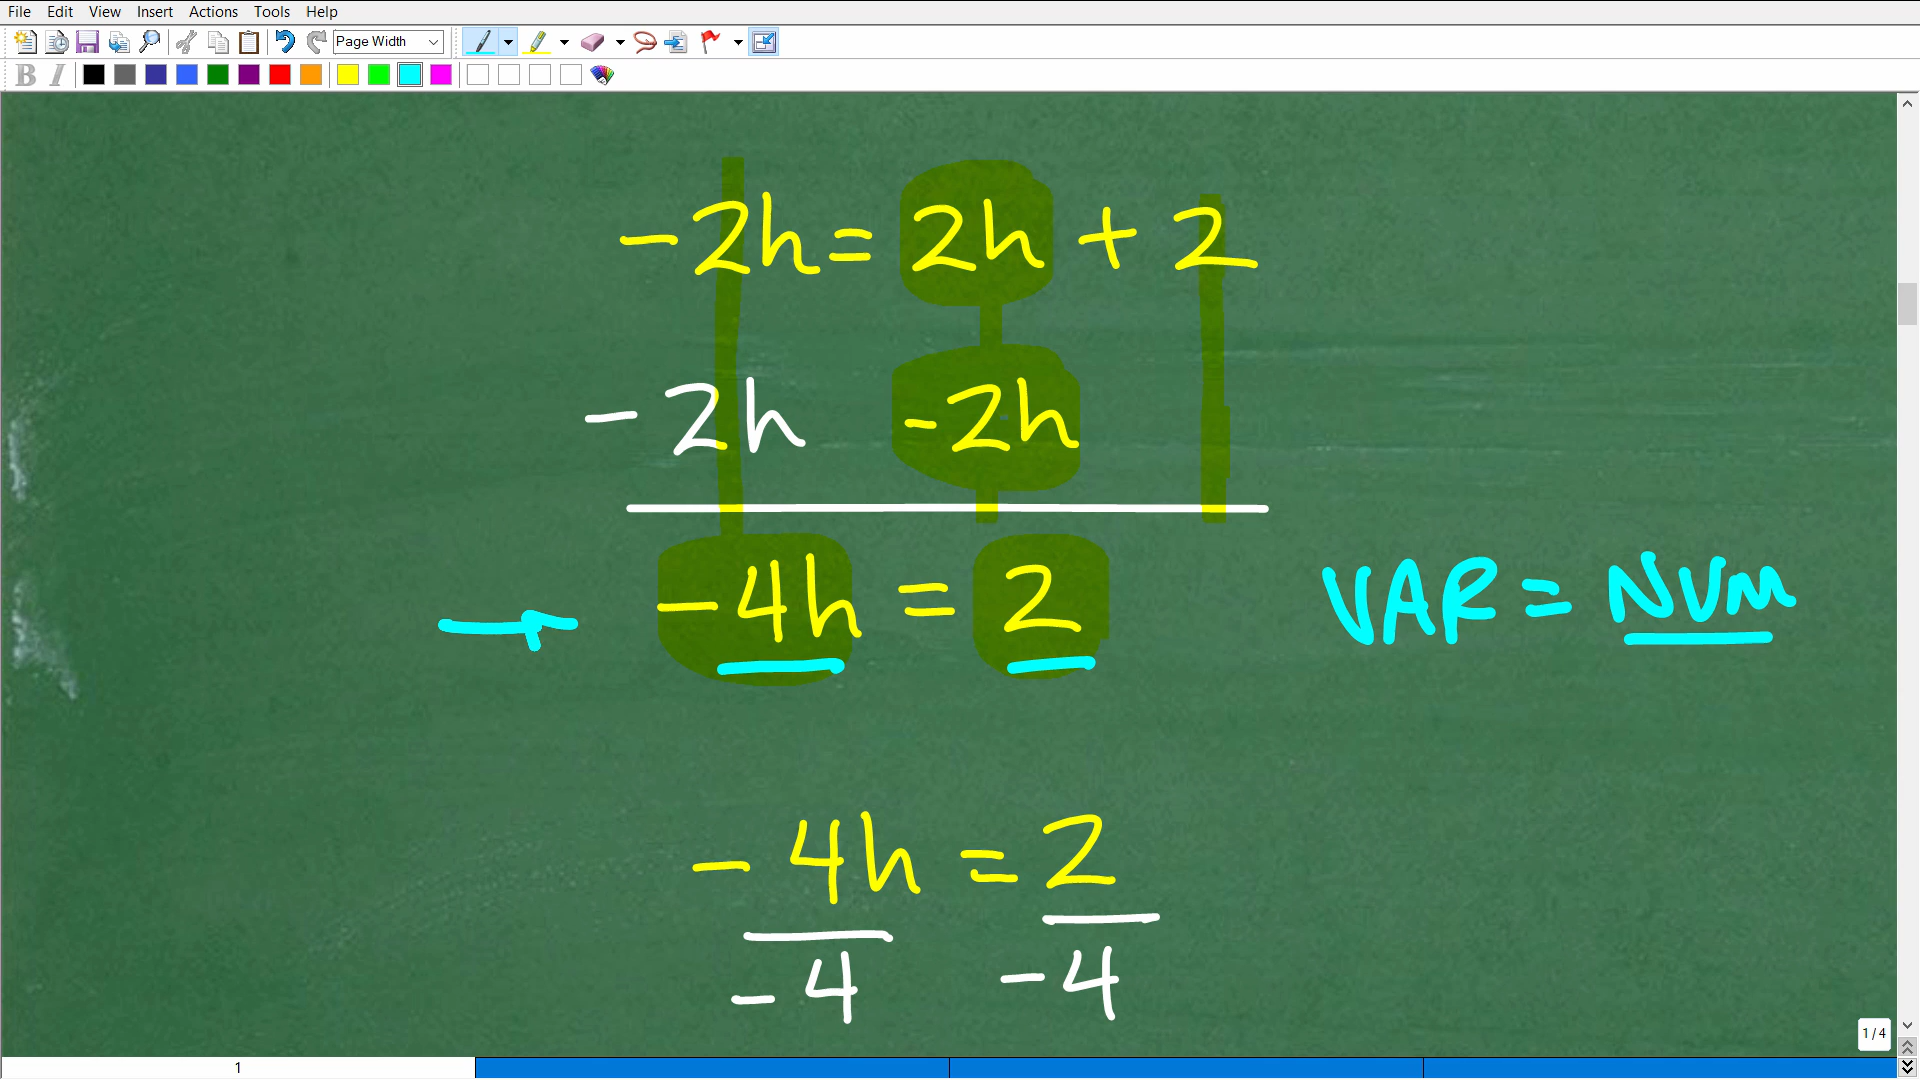 File Edit View Insert Actions Tools Help
Page Width
B I
-2h = 2h + 2
-2h -2h
-4h = 2
VAR = NUM
-4h = 2
-4 -4
1 / 4
1